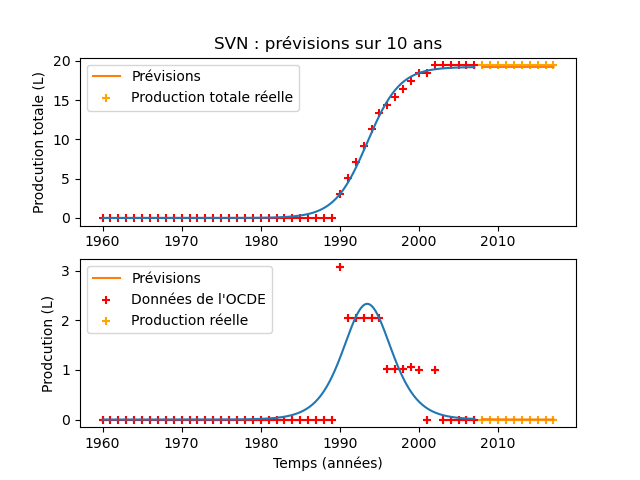 SVN : prévisions sur 10 ans
Prodcution totale (L)
20
15
10
5
0
Prévisions
Production totale réelle
1960 1970 1980 1990 2000 2010
Prodcution (L)
3
2
1
0
Prévisions
Données de l'OCDE
Production réelle
1960 1970 1980 1990 2000 2010
Temps (années)